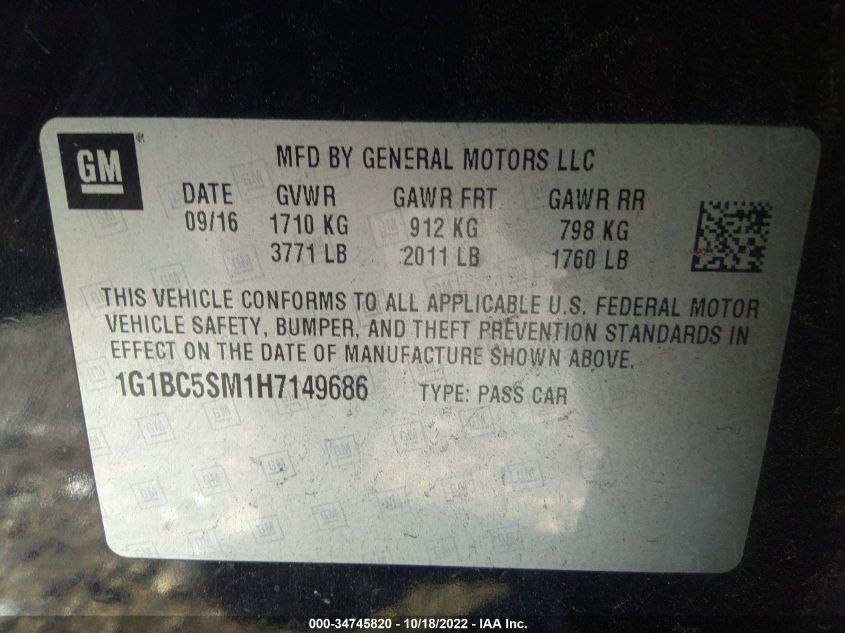 GM
MFD BY GENERAL MOTORS LLC
DATE GVWR GAWR FRT GAWR RR
09/16 1710 KG 912 KG 798 KG
3771 LB 2011 LB 1760 LB
THIS VEHICLE CONFORMS TO ALL APPLICABLE U.S. FEDERAL MOTOR
VEHICLE SAFETY, BUMPER, AND THEFT PREVENTION STANDARDS IN
EFFECT ON THE DATE OF MANUFACTURE SHOWN ABOVE.
1G1BC5SM1H7149686 TYPE: PASS CAR
000-34745820 - 10/18/2022 - IAA Inc.